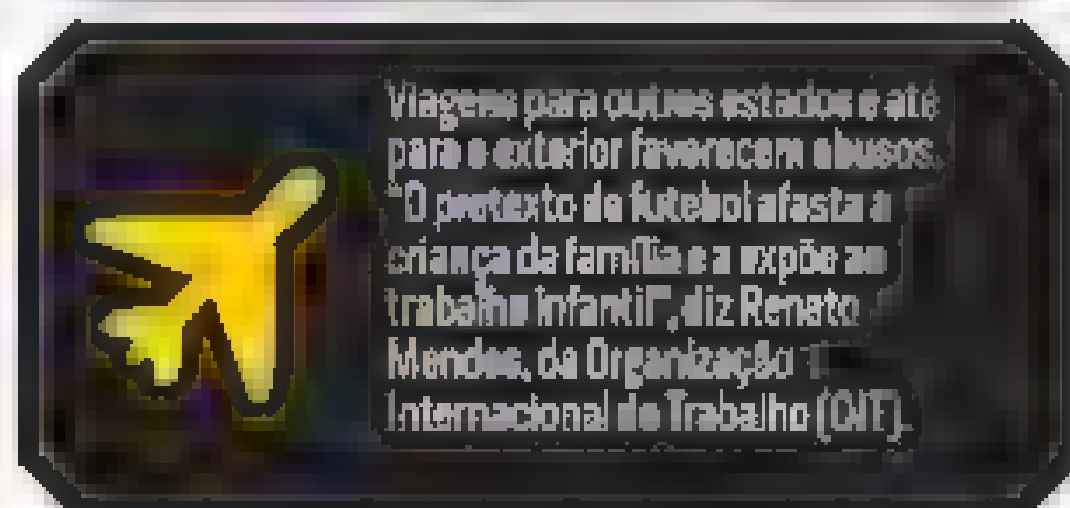 Viagens para outros estados e até
para o exterior favorecem abusos.
"O pretexto do futebol afasta a
criança da família e a expõe ao
trabalho infantil", diz Renato
Mendes, da Organização
Internacional do Trabalho (OIT).